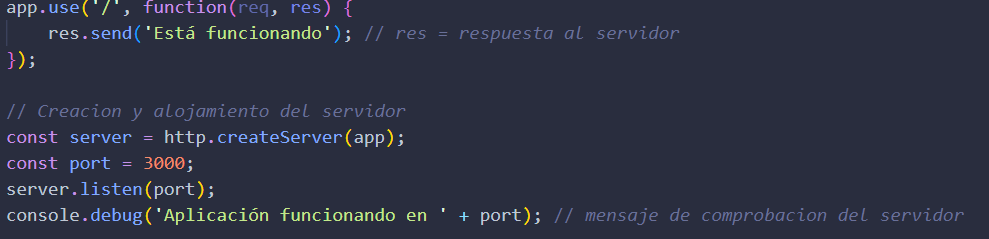 app.use('/', function(req, res) {
    res.send('Está funcionando'); // res = respuesta al servidor
});

// Creacion y alojamiento del servidor
const server = http.createServer(app);
const port = 3000;
server.listen(port);
console.debug('Aplicación funcionando en ' + port); // mensaje de comprobacion del servidor